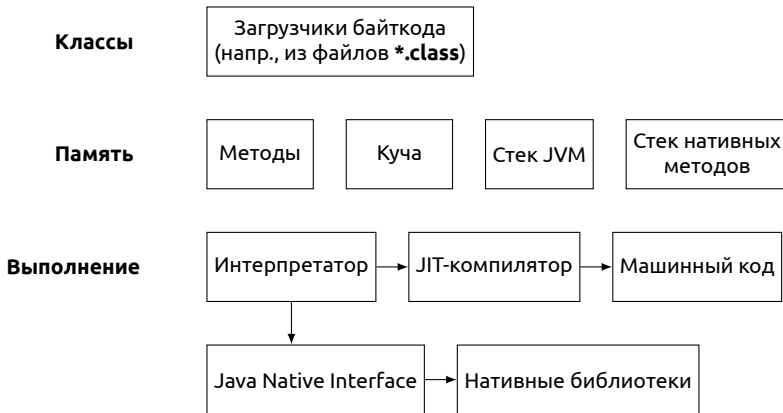 Классы
Загрузчики байткода
(напр., из файлов *.class)
Память
Методы
Куча
Стек JVM
Стек нативных
методов
Выполнение
Интерпретатор
JIT-компилятор
Машинный код
Java Native Interface
Нативные библиотеки